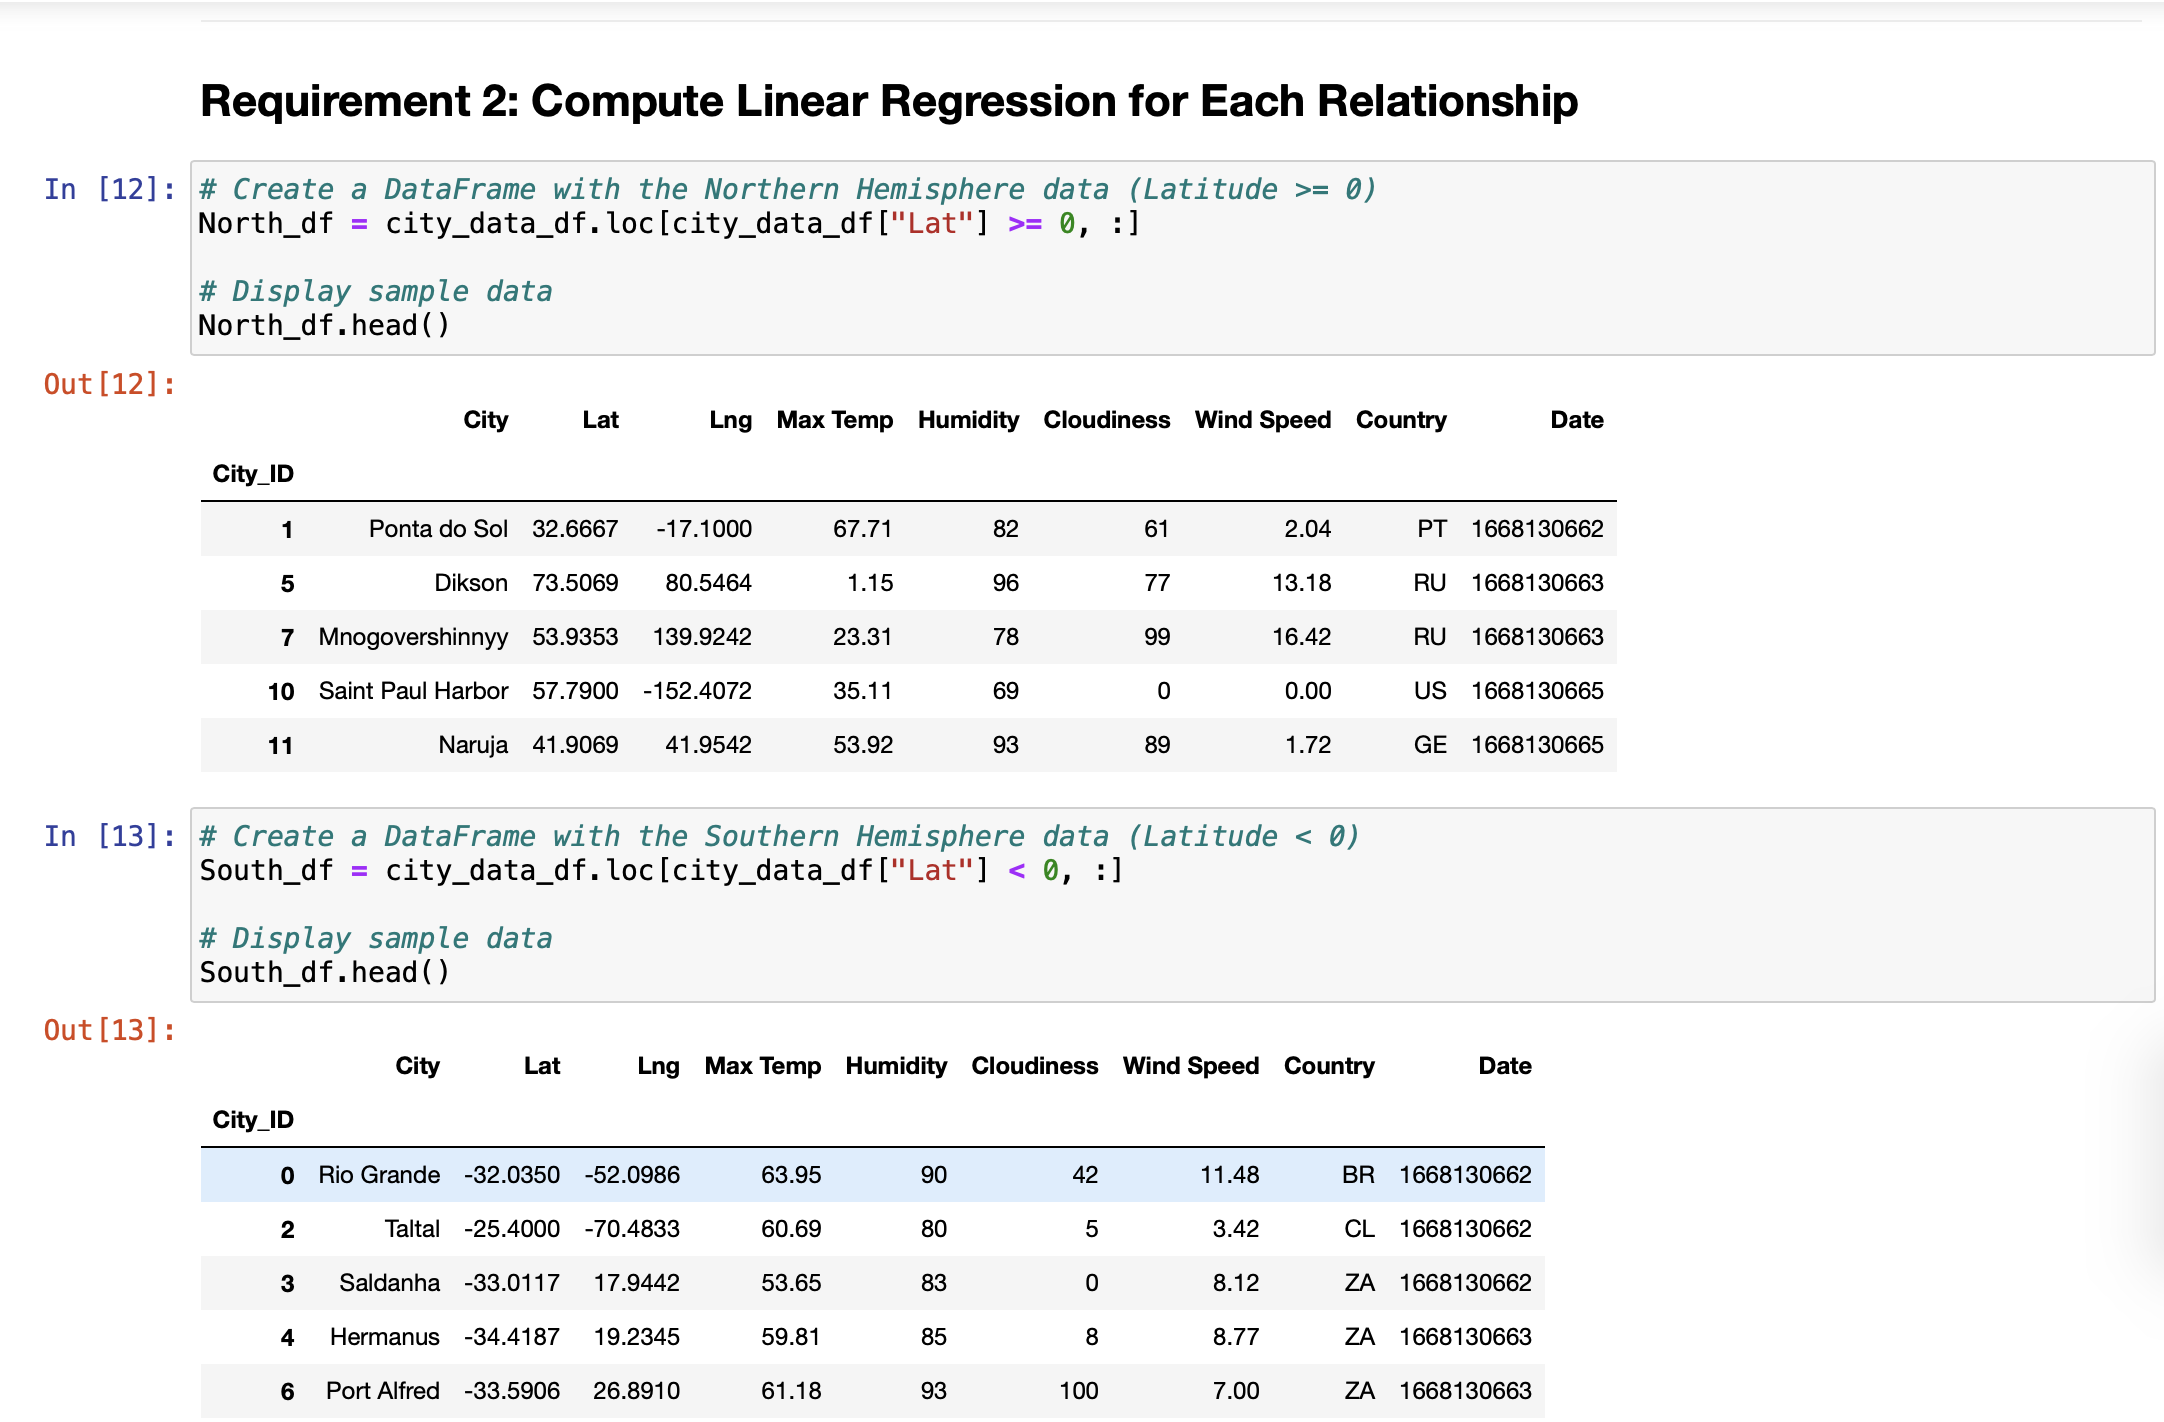 Requirement 2: Compute Linear Regression for Each Relationship
In [12]: # Create a DataFrame with the Northern Hemisphere data (Latitude >= 0)
North_df = city_data_df.loc[city_data_df["Lat"] >= 0, :]
# Display sample data
North_df.head()
Out[12]:
City Lat Lng Max Temp Humidity Cloudiness Wind Speed Country Date
City_ID
1 Ponta do Sol 32.6667 -17.1000 67.71 82 61 2.04 PT 1668130662
5 Dikson 73.5069 80.5464 1.15 96 77 13.18 RU 1668130663
7 Mnogovershinnyy 53.9353 139.9242 23.31 78 99 16.42 RU 1668130663
10 Saint Paul Harbor 57.7900 -152.4072 35.11 69 0 0.00 US 1668130665
11 Naruja 41.9069 41.9542 53.92 93 89 1.72 GE 1668130665
In [13]: # Create a DataFrame with the Southern Hemisphere data (Latitude < 0)
South_df = city_data_df.loc[city_data_df["Lat"] < 0, :]
# Display sample data
South_df.head()
Out[13]:
City Lat Lng Max Temp Humidity Cloudiness Wind Speed Country Date
City_ID
0 Rio Grande -32.0350 -52.0986 63.95 90 42 11.48 BR 1668130662
2 Taltal -25.4000 -70.4833 60.69 80 5 3.42 CL 1668130662
3 Saldanha -33.0117 17.9442 53.65 83 0 8.12 ZA 1668130662
4 Hermanus -34.4187 19.2345 59.81 85 8 8.77 ZA 1668130663
6 Port Alfred -33.5906 26.8910 61.18 93 100 7.00 ZA 1668130663